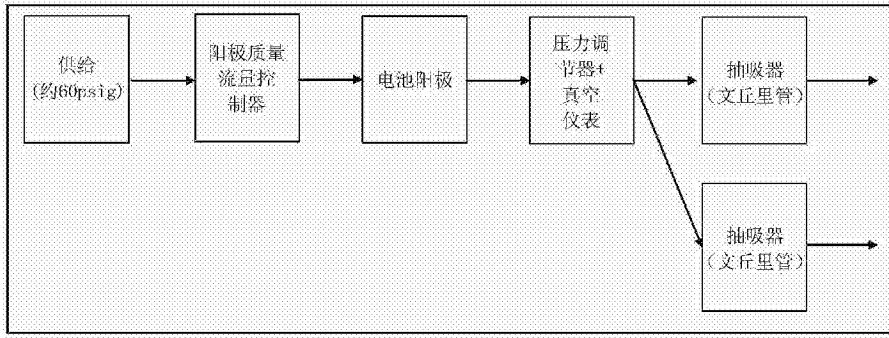 供给
(约60psig)
阳极质量
流量控
制器
电池阳极
压力调
节器+
真空
仪表
抽吸器
(文丘里管)
抽吸器
(文丘里管)